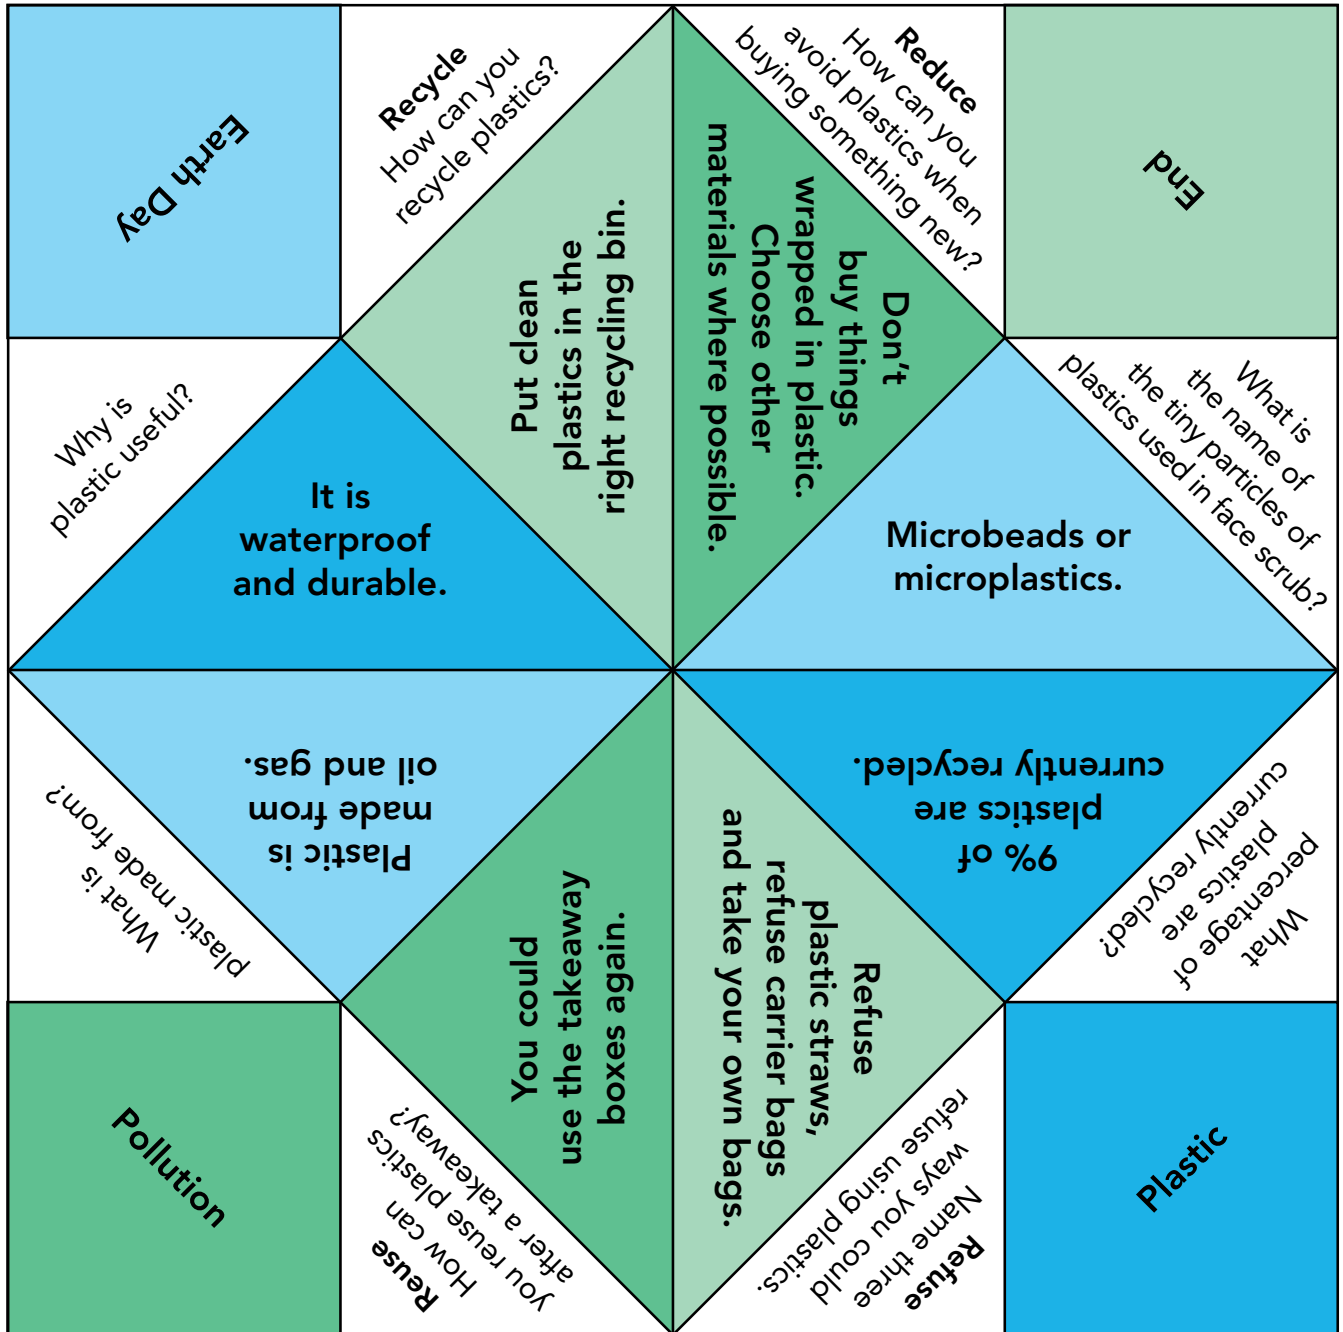 Earth Day
Recycle
How can you
recycle plastics?
Reduce
How can you
avoid plastics when
buying something new?
End
Put clean
plastics in the
right recycling bin.
Don't
buy things
wrapped in plastic.
Choose other
materials where possible.
Why is
plastic useful?
It is
waterproof
and durable.
Microbeads or
microplastics.
What is
the name of
the tiny particles of
plastics used in face scrub?
What is
plastic made from?
Plastic is
made from
oil and gas.
You could
use the takeaway
boxes again.
Refuse
plastic straws,
refuse carrier bags
and take your own bags.
9% of
plastics are
currently recycled.
What
percentage of
plastics are
currently recycled?
Pollution
Reuse
How can
you reuse plastics
after a takeaway?
Refuse
Name three
ways you could
refuse using plastics.
Plastic